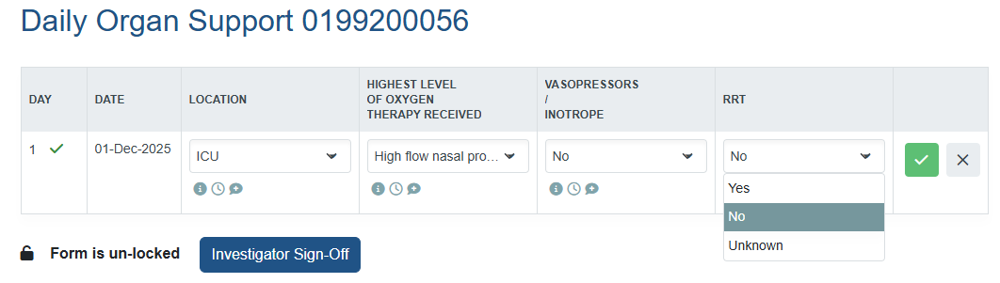 Daily Organ Support 0199200056
DAY
DATE
LOCATION
HIGHEST LEVEL
OF OXYGEN
THERAPY RECEIVED
VASOPRESSORS
/
INOTROPE
RRT
1
01-Dec-2025
ICU
High flow nasal pro...
No
No
Yes
No
Unknown
Form is un-locked
Investigator Sign-Off